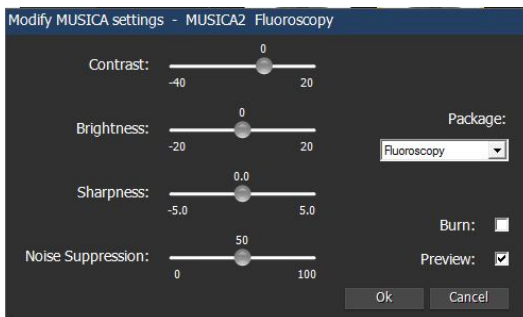 Modify MUSICA settings - MUSICA2 Fluoroscopy
0
Contrast:
-40 20
0
Brightness:
-20 20
Package:
Fluoroscopy
0.0
Sharpness:
-5.0 5.0
Burn:
50
Noise Suppression:
0 100
Preview:
Ok Cancel